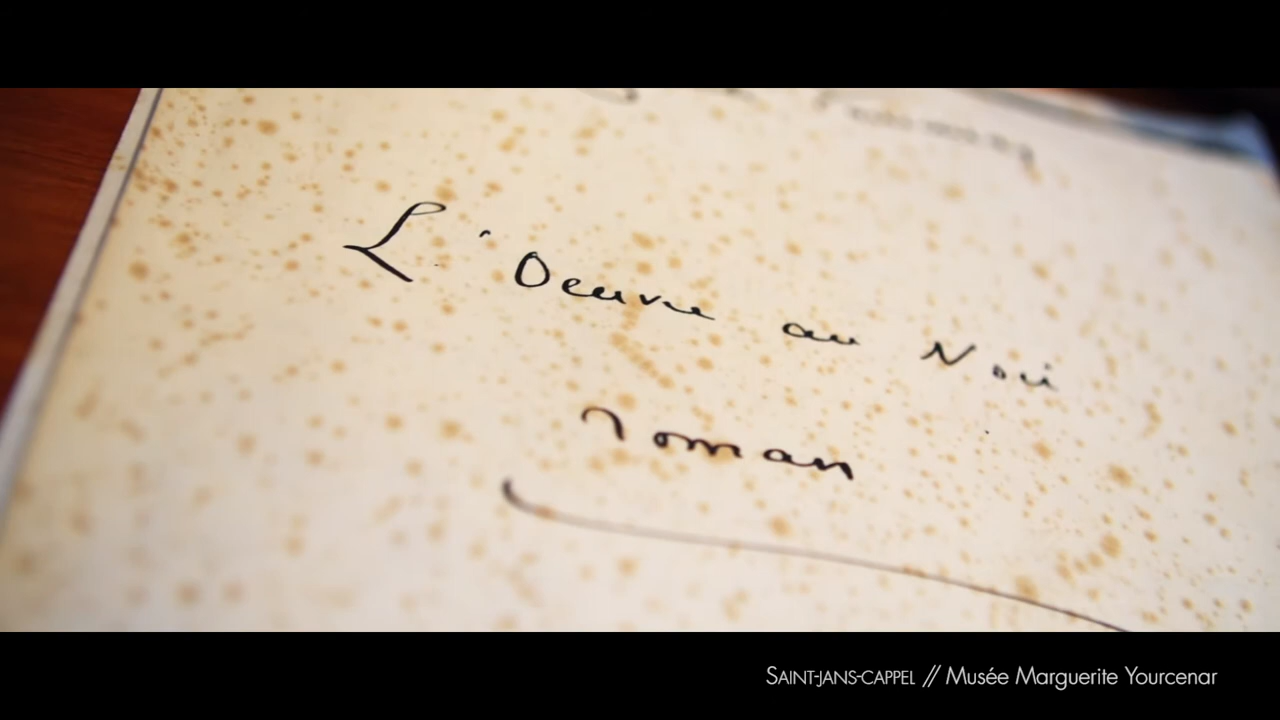 L'Oeuvre au Noir
roman
SAINT-JANS-CAPPEL // Musée Marguerite Yourcenar